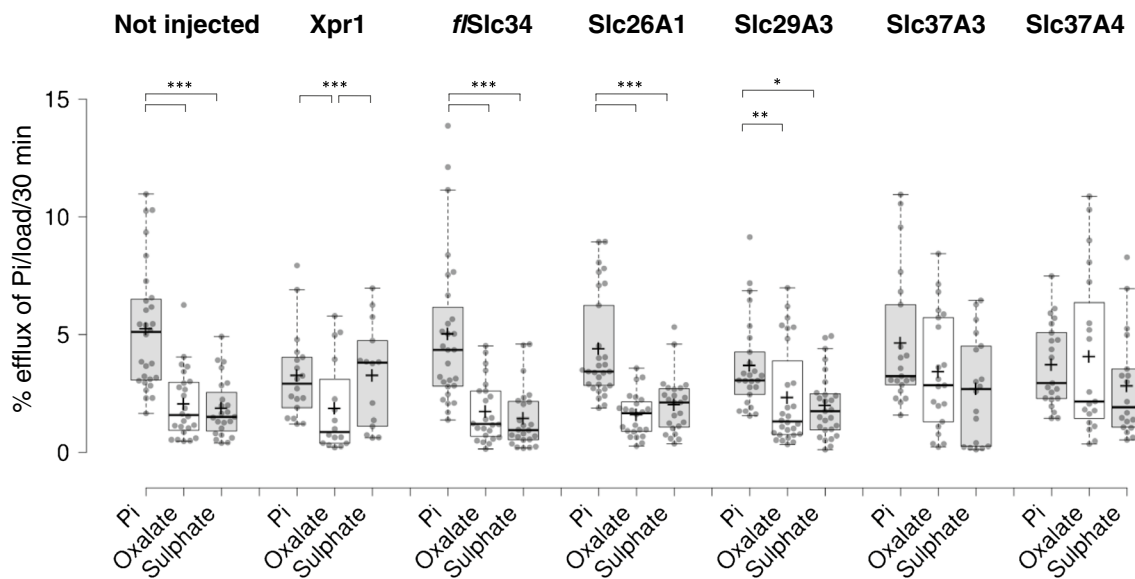 Not injected Xpr1 flSlc34 Slc26A1 Slc29A3 Slc37A3 Slc37A4
*** *** *** *** *
**
% efflux of Pi/load/30 min
15
10
5
0
Pi Oxalate Sulphate Pi Oxalate Sulphate Pi Oxalate Sulphate Pi Oxalate Sulphate Pi Oxalate Sulphate Pi Oxalate Sulphate Pi Oxalate Sulphate